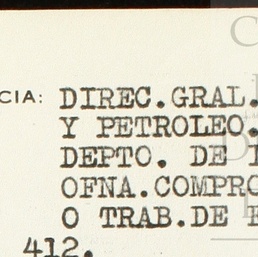 CIA: DIREC.GRAL.
Y PETROLEO.
DEPTO. DE
OFNA.COMPRO
O TRAB.DE
412.